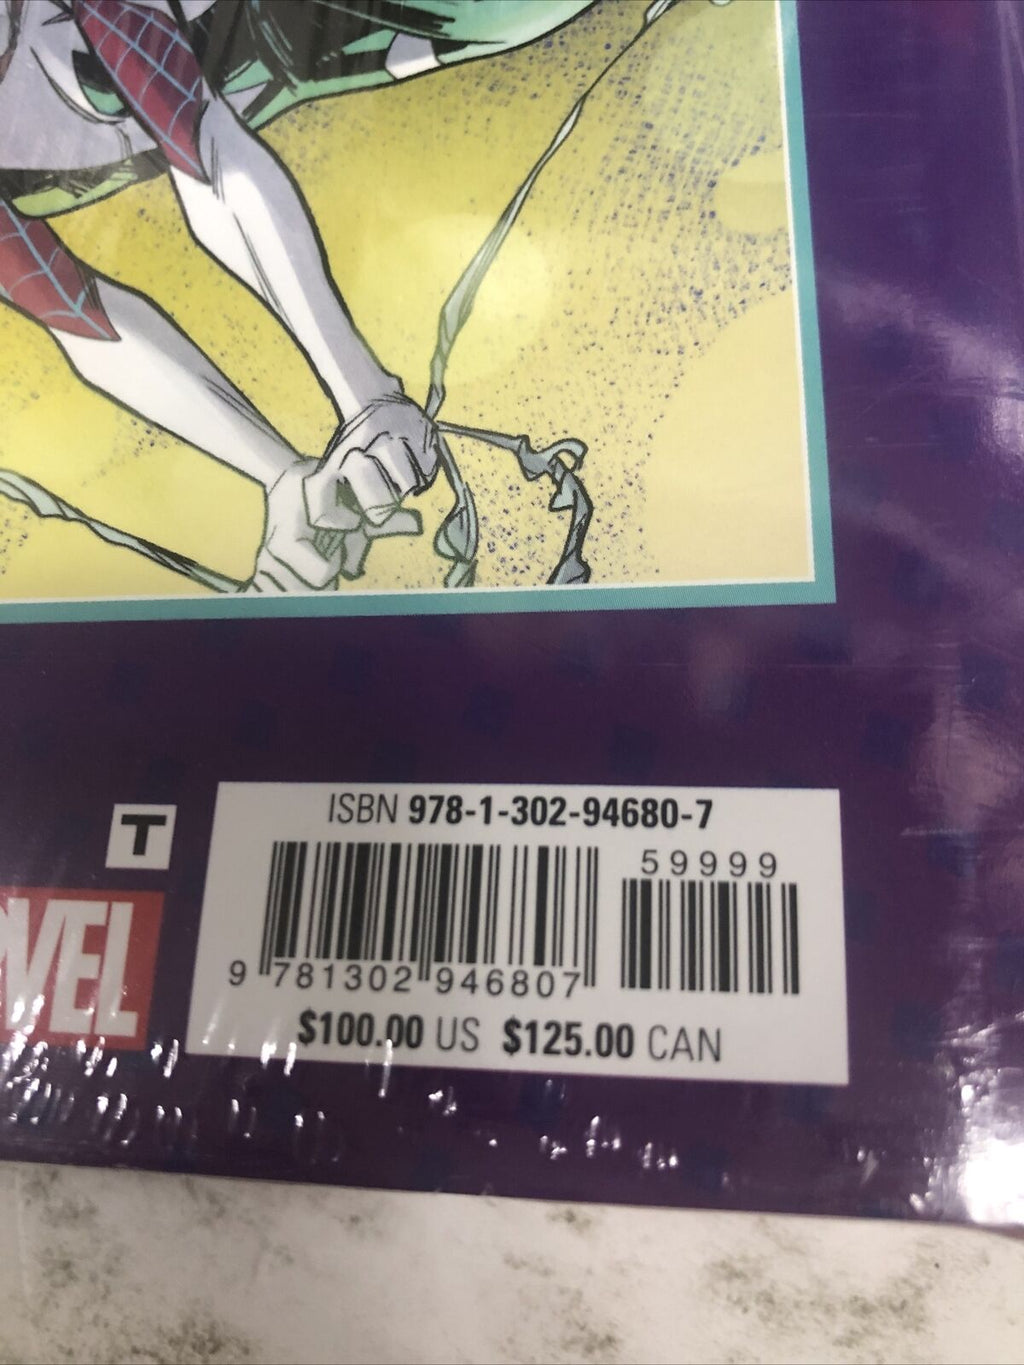 ISBN 978-1-302-94680-7
59999
9 781302 946807
$100.00 US $125.00 CAN
T
VEL